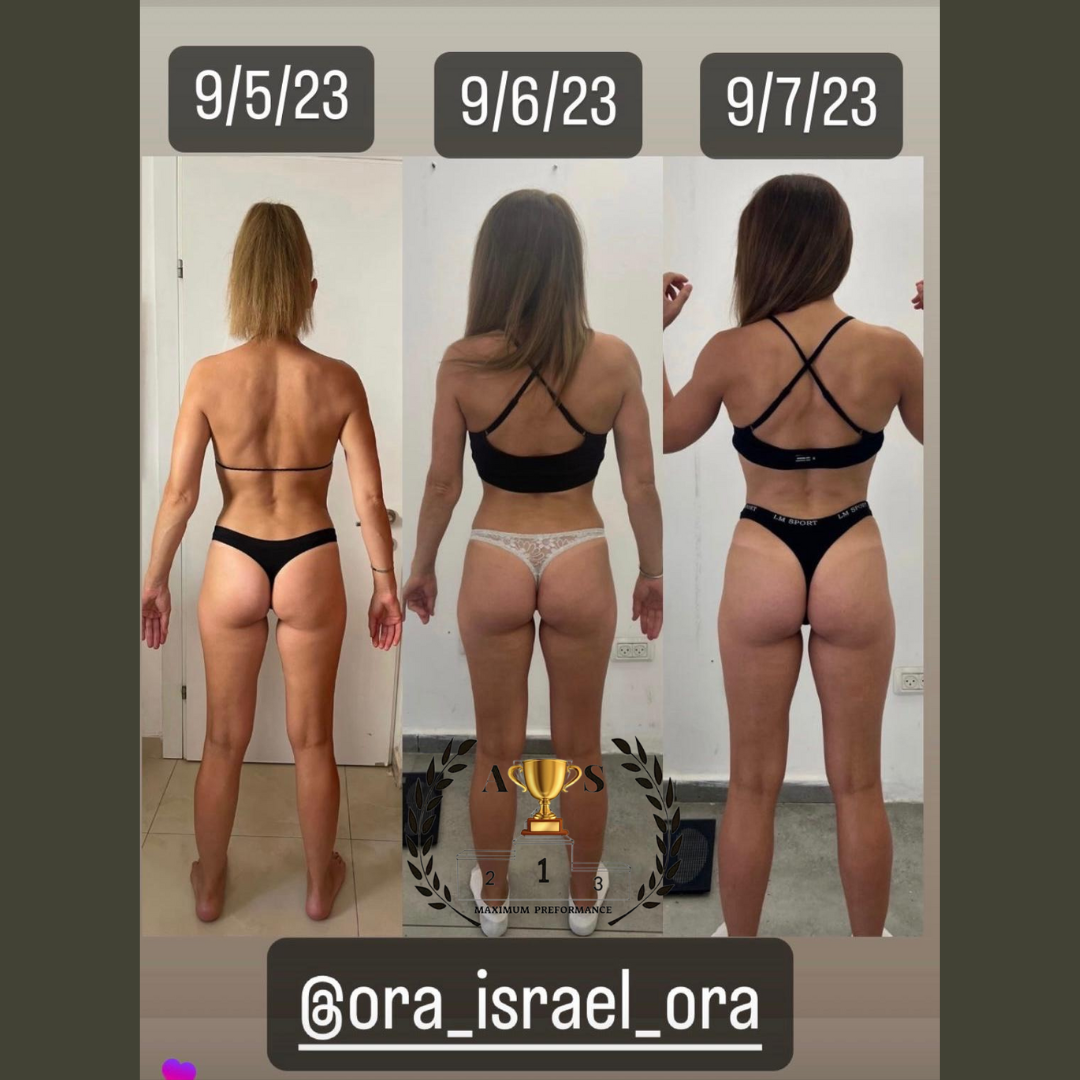 9/5/23
9/6/23
9/7/23
LM SPORT
LM SPORT
A S
1
2
3
MAXIMUM PREFORMANCE
@ora_israel_ora